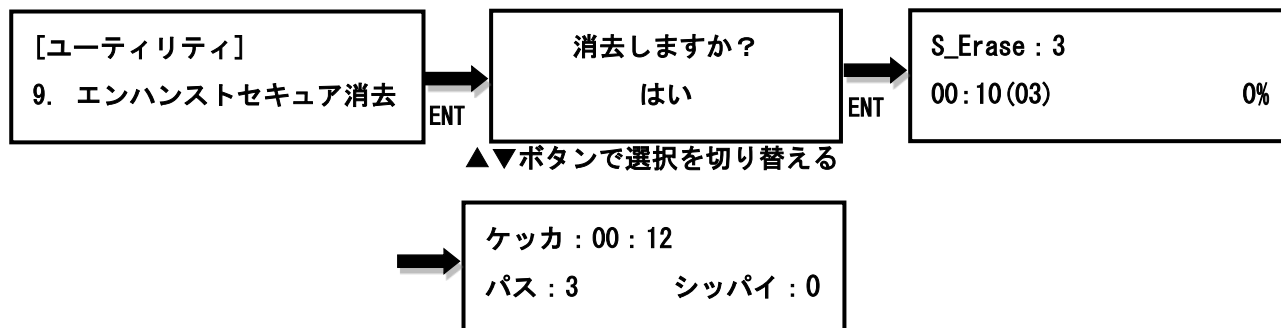 [ユーティリティ]
9. エンハンストセキュア消去
ENT
消去しますか？
はい
▲▼ボタンで選択を切り替える
ENT
S_Erase：3
00:10(03) 0%
ケッカ：00：12
パス：3 シッパイ：0